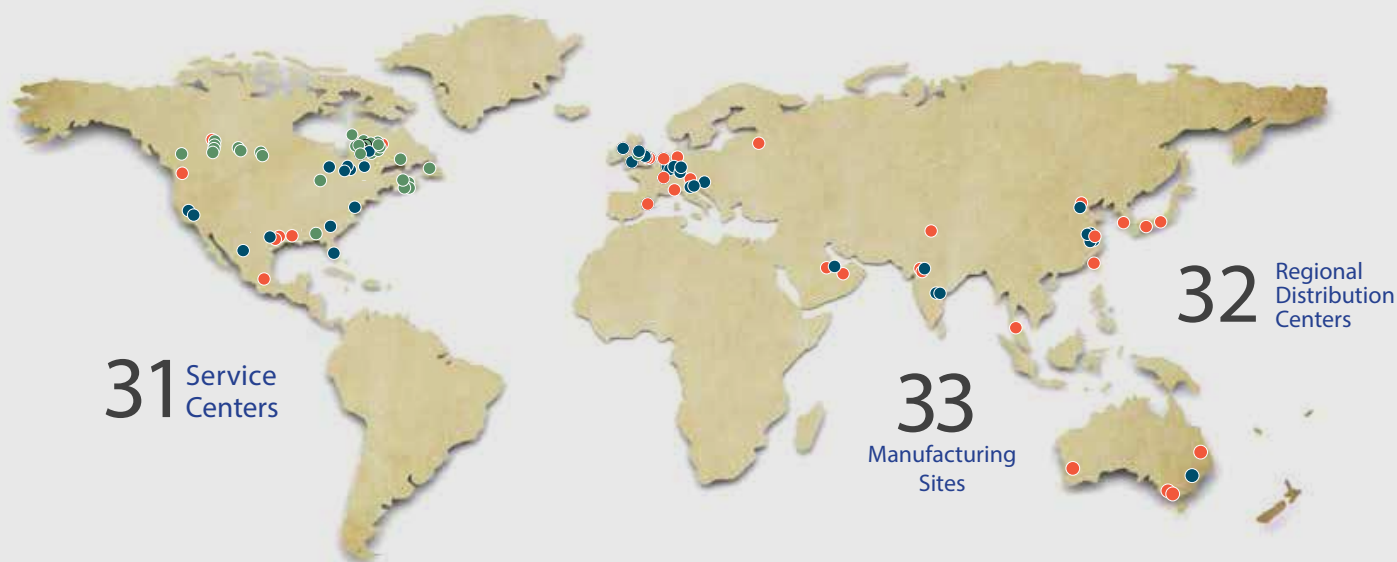 31
Service
Centers
33
Manufacturing
Sites
32
Regional
Distribution
Centers